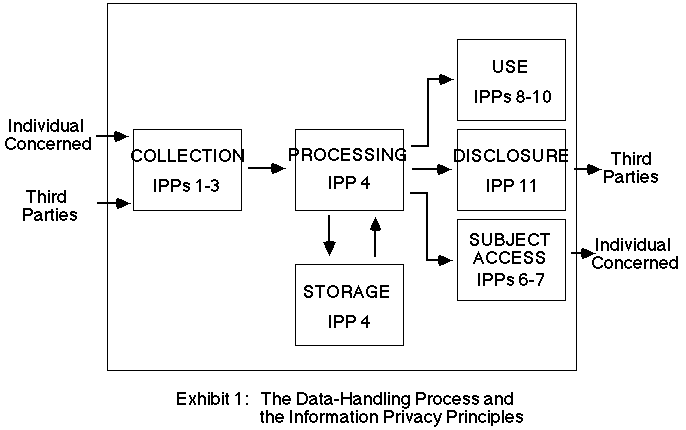 Individual
Concerned
Third
Parties
COLLECTION
IPPs 1-3
PROCESSING
IPP 4
STORAGE
IPP 4
USE
IPPs 8-10
DISCLOSURE
IPP 11
SUBJECT
ACCESS
IPPs 6-7
Third
Parties
Individual
Concerned
Exhibit 1: The Data-Handling Process and
the Information Privacy Principles